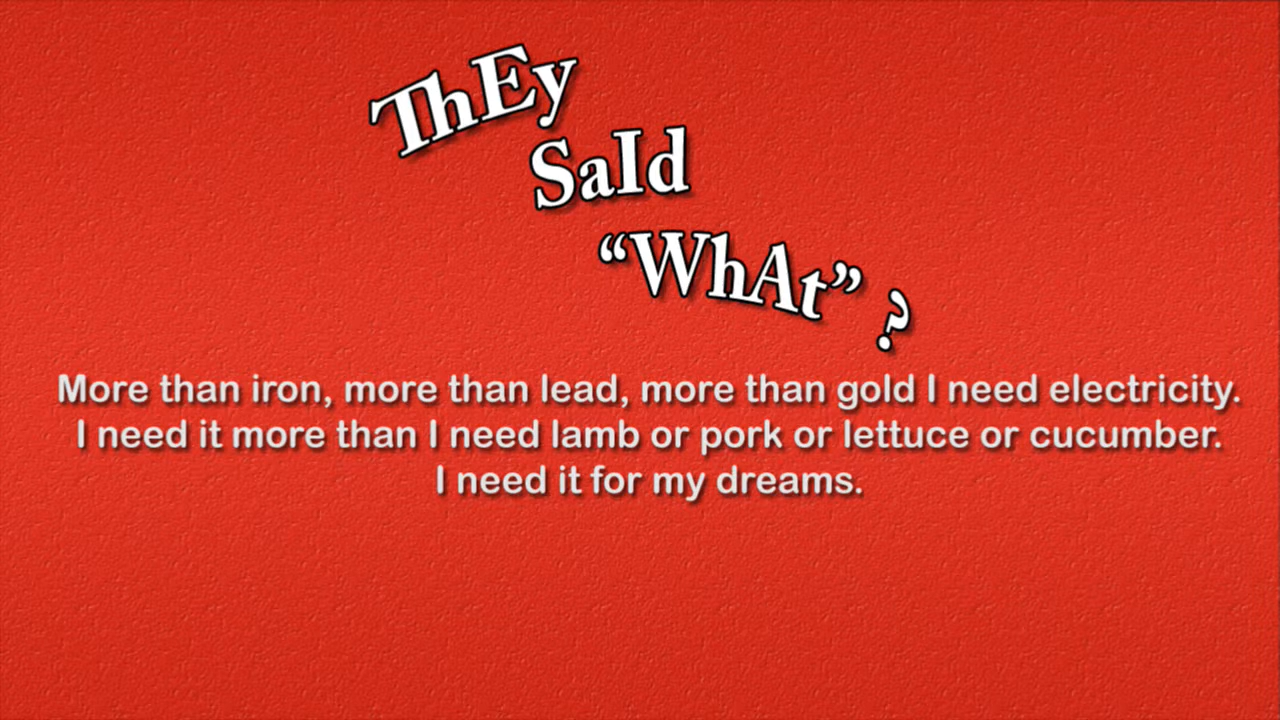 ThEy
SaId
“WhAt” ?
More than iron, more than lead, more than gold I need electricity.
I need it more than I need lamb or pork or lettuce or cucumber.
I need it for my dreams.